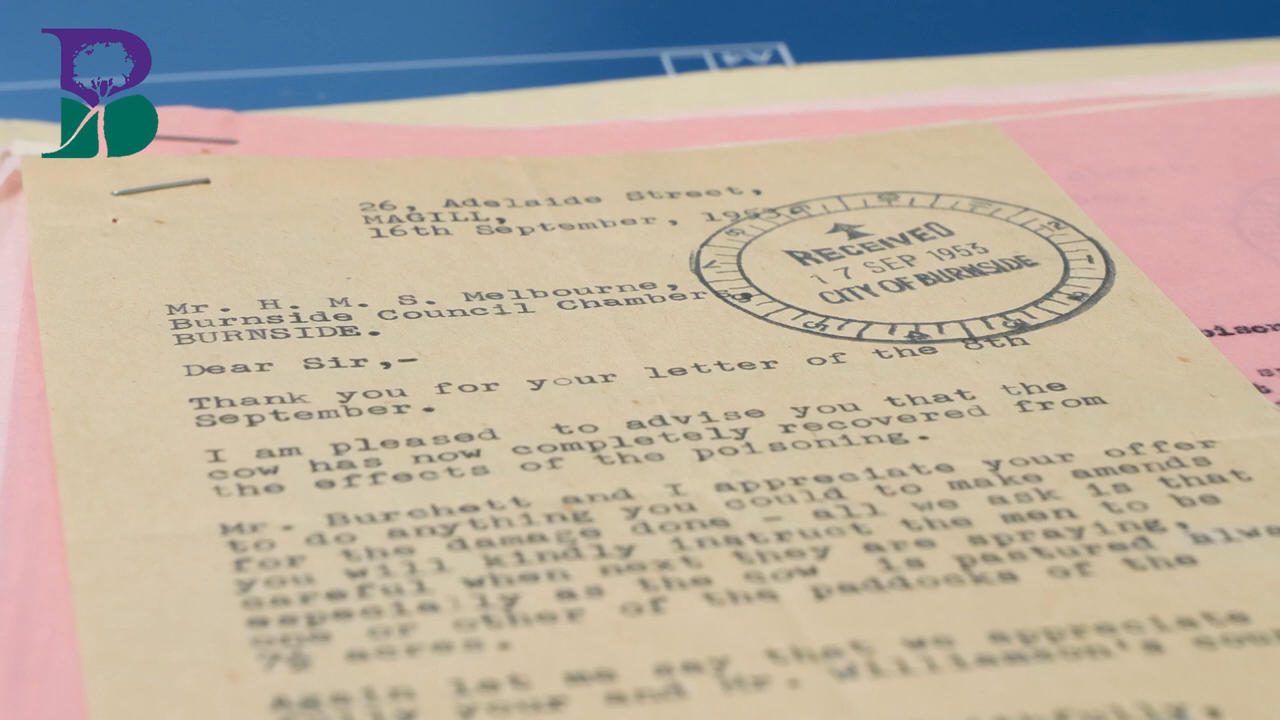 26, Adelaide Street,
MAGILL,
16th September, 1953.
RECEIVED
17 SEP 1953
CITY OF BURNSIDE
Mr. H. M. S. Melbourne,
Burnside Council Chambers,
BURNSIDE.
Dear Sir,-
Thank you for your letter of the 8th
September.
I am pleased to advise you that the
cow has now completely recovered from
the effects of the poisoning.
Mr. Burchett and I appreciate your offer
to do anything you could to make amends
for the damage done - all we ask is that
you will kindly instruct the men to be
careful when next they are spraying,
especially as the cow is pastured
one or other of the paddocks of the
7½ acres.
Again let me say that we appreciate
your and Mr. Williamson's